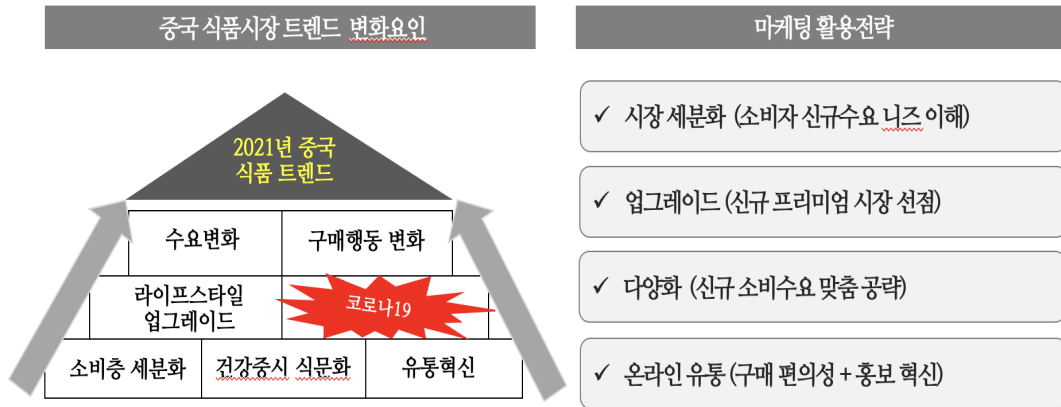 중국 식품시장 트렌드 변화요인
2021년 중국
식품 트렌드
수요변화
구매행동 변화
라이프스타일
업그레이드
코로나19
소비층 세분화
건강중시 식문화
유통혁신
마케팅 활용전략
✓ 시장 세분화 (소비자 신규수요 니즈 이해)
✓ 업그레이드 (신규 프리미엄 시장 선점)
✓ 다양화 (신규 소비수요 맞춤 공략)
✓ 온라인 유통 (구매 편의성 + 홍보 혁신)